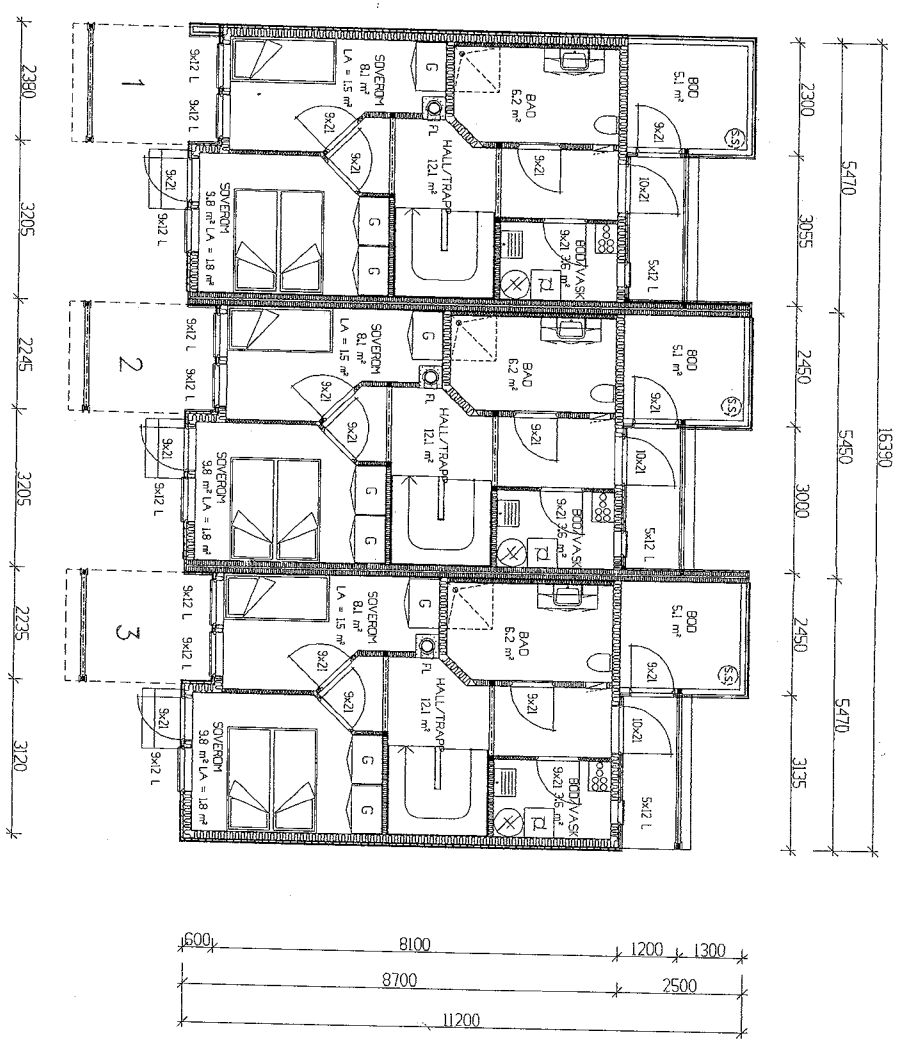 16390
5470
5450
5470
2300
3055
2450
3000
2450
3135
BOD
5.1 m²
S.S.
9x21
10x21
5x12 L
BAD
6.2 m²
9x21
BOD/VASK
9x21 3.6 m²
FL
HALL/TRAPP
12.1 m²
G
SOVEROM
8.1 m²
LA = 1.5 m²
9x21
9x21
G
G
SOVEROM
9.8 m² LA = 1.8 m²
9x12 L
9x12 L
9x21
9x12 L
1
BOD
5.1 m²
S.S.
9x21
10x21
5x12 L
BAD
6.2 m²
9x21
BOD/VASK
9x21 3.6 m²
FL
HALL/TRAPP
12.1 m²
G
SOVEROM
8.1 m²
LA = 1.5 m²
9x21
9x21
G
G
SOVEROM
9.8 m² LA = 1.8 m²
9x12 L
9x12 L
9x21
9x12 L
2
BOD
5.1 m²
S.S.
9x21
10x21
5x12 L
BAD
6.2 m²
9x21
BOD/VASK
9x21 3.6 m²
FL
HALL/TRAPP
12.1 m²
G
SOVEROM
8.1 m²
LA = 1.5 m²
9x21
9x21
G
G
SOVEROM
9.8 m² LA = 1.8 m²
9x12 L
9x12 L
9x21
9x12 L
3
2380
3205
2245
3205
2235
3120
600
8100
1200
1300
8700
2500
11200